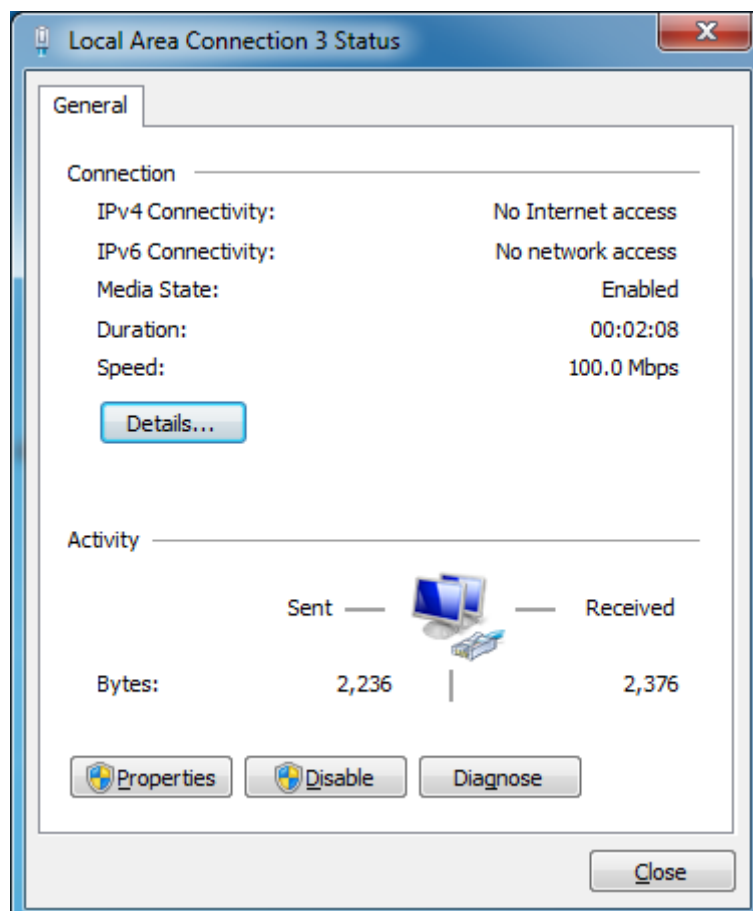 Local Area Connection 3 Status
General
Connection
IPv4 Connectivity: No Internet access
IPv6 Connectivity: No network access
Media State: Enabled
Duration: 00:02:08
Speed: 100.0 Mbps
Details...
Activity
Sent Received
Bytes: 2,236 2,376
Properties Disable Diagnose
Close